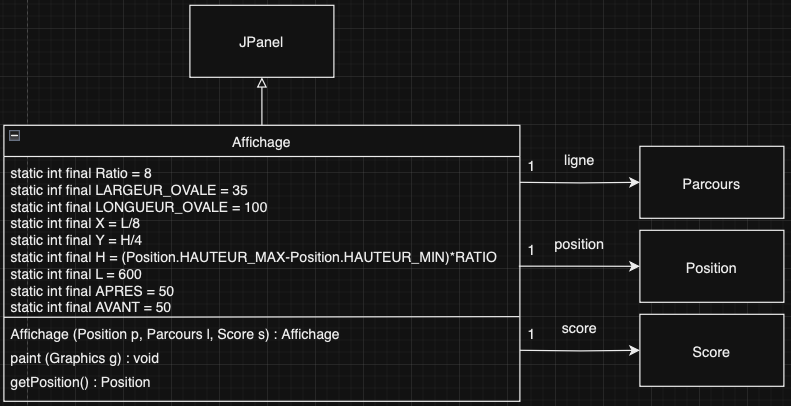 JPanel
Affichage
static int final Ratio = 8
static inf final LARGEUR_OVALE = 35
static int final LONGUEUR_OVALE = 100
static int final X = L/8
static int final Y = H/4
static int final H = (Position.HAUTEUR_MAX-Position.HAUTEUR_MIN)*RATIO
static int final L = 600
static int final APRES = 50
static int final AVANT = 50
Affichage (Position p, Parcours l, Score s) : Affichage
paint (Graphics g) : void
getPosition() : Position
1 ligne
Parcours
1 position
Position
1 score
Score